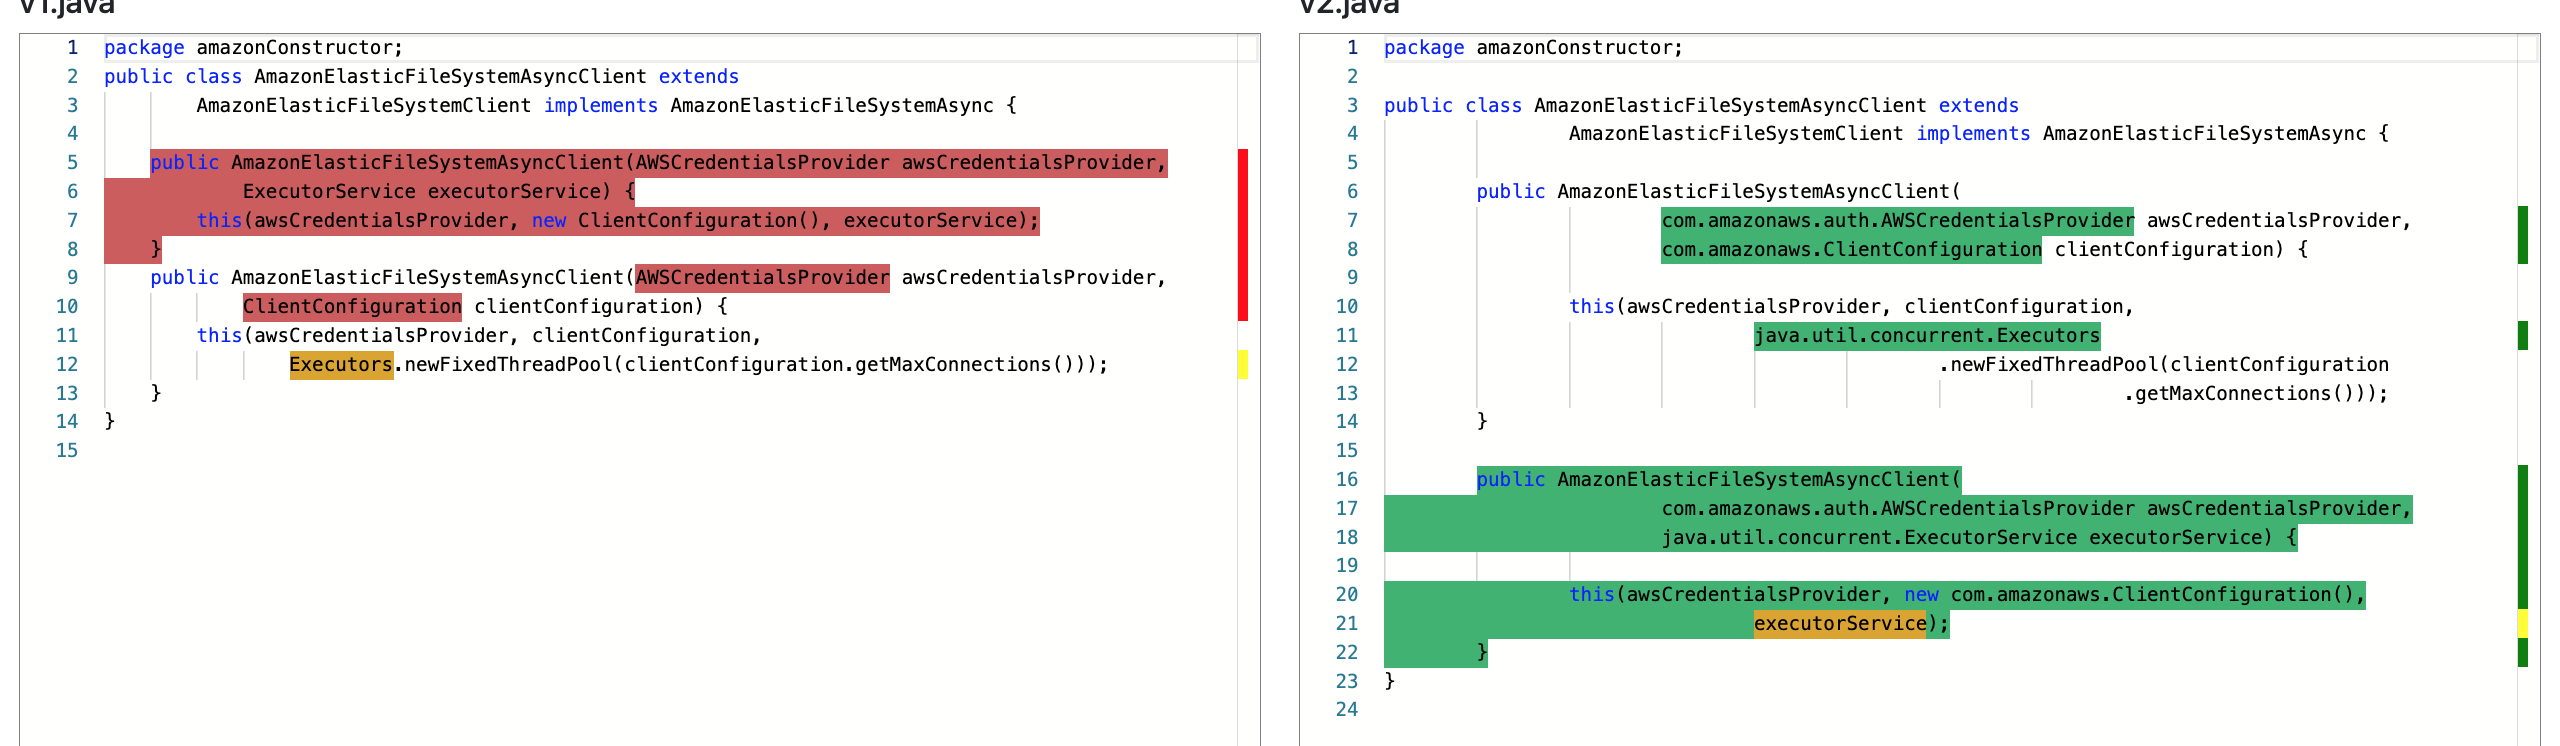 v1.java
1 package amazonConstructor;
2 public class AmazonElasticFileSystemAsyncClient extends
3 AmazonElasticFileSystemClient implements AmazonElasticFileSystemAsync {
4
5 public AmazonElasticFileSystemAsyncClient(AWSCredentialsProvider awsCredentialsProvider,
6 ExecutorService executorService) {
7 this(awsCredentialsProvider, new ClientConfiguration(), executorService);
8 }
9 public AmazonElasticFileSystemAsyncClient(AWSCredentialsProvider awsCredentialsProvider,
10 ClientConfiguration clientConfiguration) {
11 this(awsCredentialsProvider, clientConfiguration,
12 Executors.newFixedThreadPool(clientConfiguration.getMaxConnections()));
13 }
14 }
15
v2.java
1 package amazonConstructor;
2
3 public class AmazonElasticFileSystemAsyncClient extends
4 AmazonElasticFileSystemClient implements AmazonElasticFileSystemAsync {
5
6 public AmazonElasticFileSystemAsyncClient(
7 com.amazonaws.auth.AWSCredentialsProvider awsCredentialsProvider,
8 com.amazonaws.ClientConfiguration clientConfiguration) {
9
10 this(awsCredentialsProvider, clientConfiguration,
11 java.util.concurrent.Executors
12 .newFixedThreadPool(clientConfiguration
13 .getMaxConnections()));
14 }
15
16 public AmazonElasticFileSystemAsyncClient(
17 com.amazonaws.auth.AWSCredentialsProvider awsCredentialsProvider,
18 java.util.concurrent.ExecutorService executorService) {
19
20 this(awsCredentialsProvider, new com.amazonaws.ClientConfiguration(),
21 executorService);
22 }
23 }
24